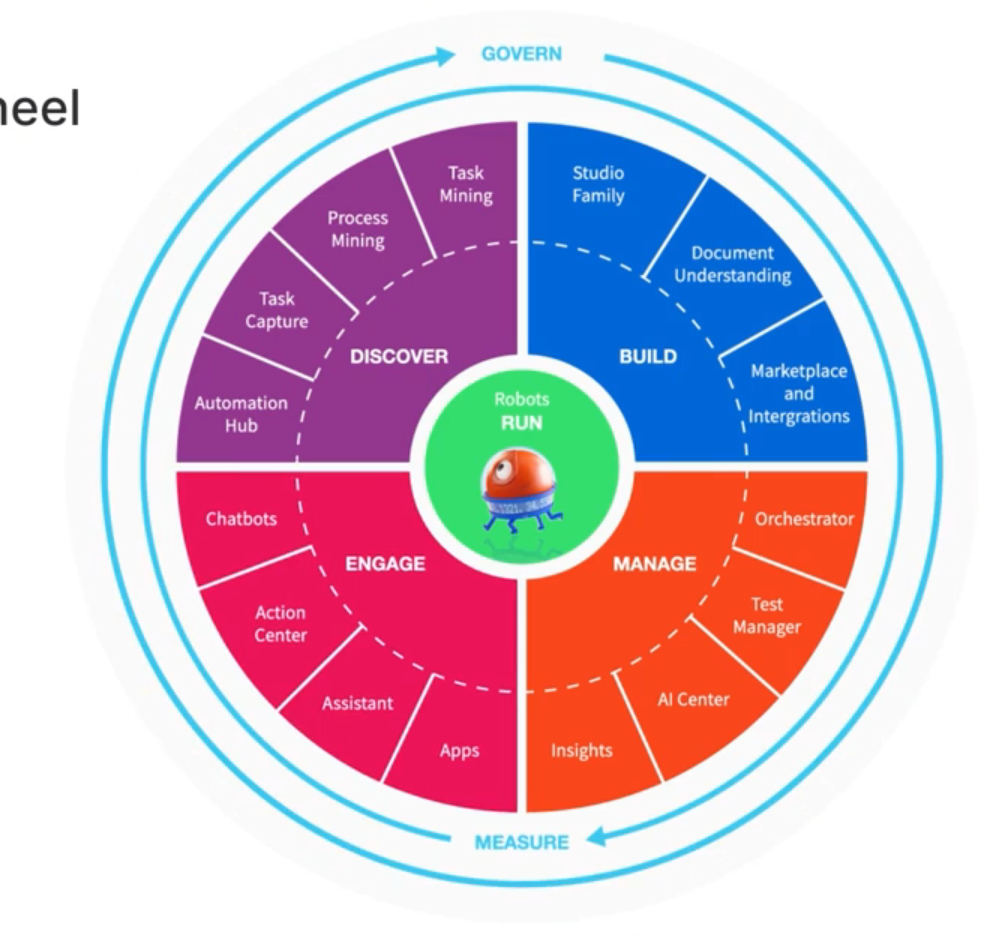 heel
GOVERN
Task
Mining
Process
Mining
Task
Capture
Automation
Hub
DISCOVER
Studio
Family
Document
Understanding
Marketplace
and
Intergrations
BUILD
Robots
RUN
Chatbots
Action
Center
Assistant
Apps
ENGAGE
MANAGE
Orchestrator
Test
Manager
AI Center
Insights
MEASURE